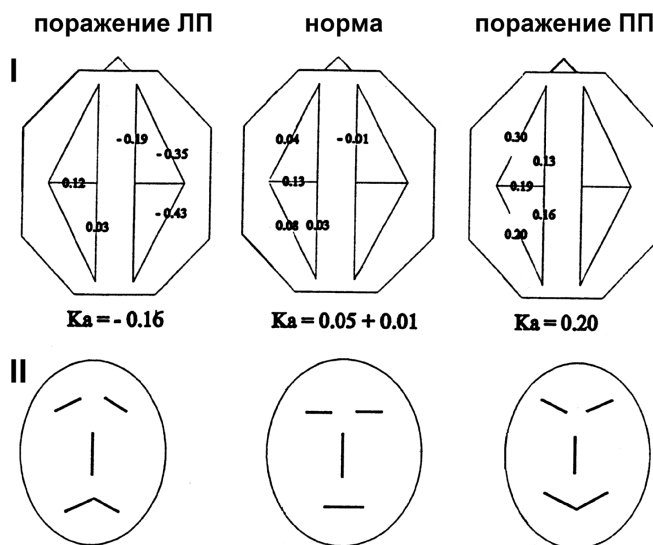 поражение ЛП норма поражение ПП
I
-0.19
-0.35
0.12
-0.43
0.03
Ka = - 0.16
0.04
-0.01
0.13
0.08 0.03
Ka = 0.05 + 0.01
0.30
0.13
0.19
0.16
0.20
Ka = 0.20
II